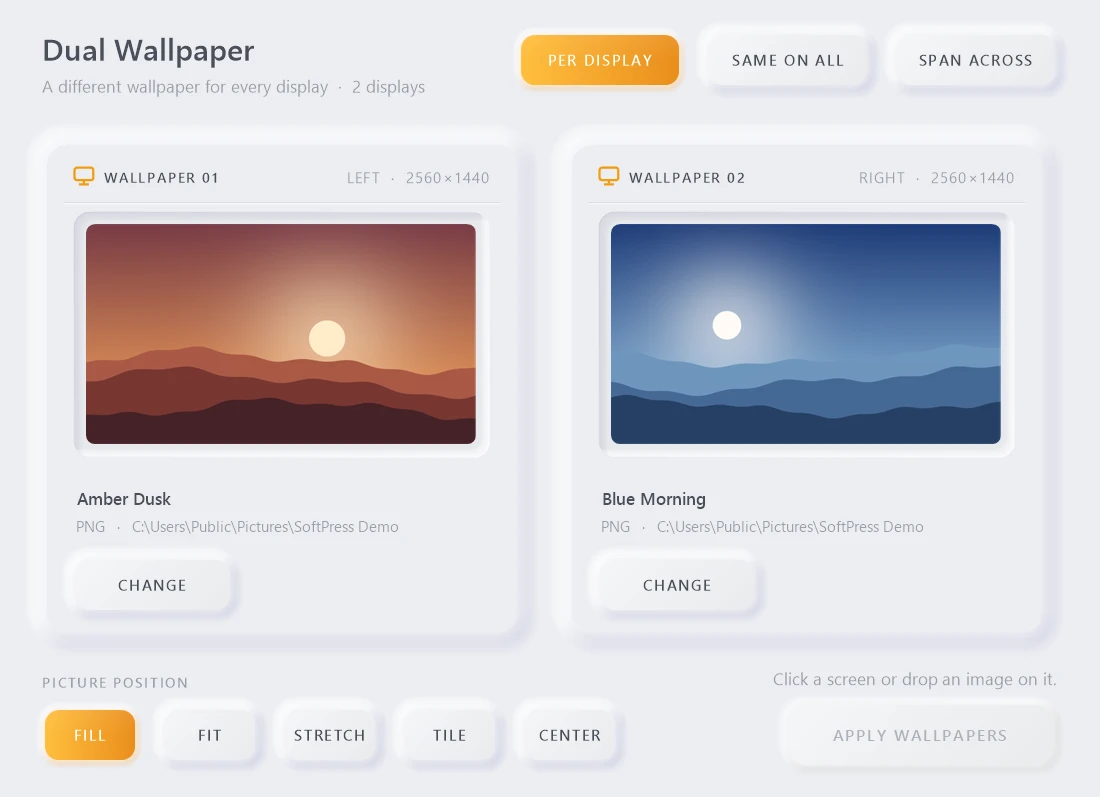 Dual Wallpaper
A different wallpaper for every display · 2 displays
PER DISPLAY
SAME ON ALL
SPAN ACROSS
WALLPAPER 01
LEFT · 2560×1440
Amber Dusk
PNG · C:\Users\Public\Pictures\SoftPress Demo
CHANGE
WALLPAPER 02
RIGHT · 2560×1440
Blue Morning
PNG · C:\Users\Public\Pictures\SoftPress Demo
CHANGE
PICTURE POSITION
FILL
FIT
STRETCH
TILE
CENTER
Click a screen or drop an image on it.
APPLY WALLPAPERS